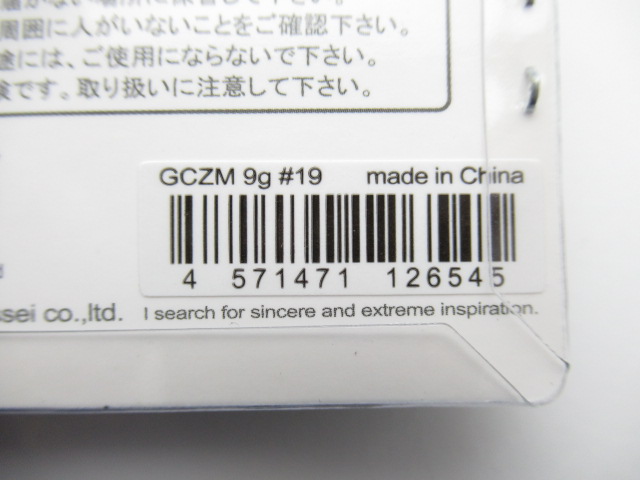 周囲に人がいないことをご確認下さい。
には、ご使用にならないで下さい。
です。取り扱いに注意して下さい。
GCZM 9g #19 made in China
4 571471 126545
ssei co.,ltd. I search for sincere and extreme inspiration.